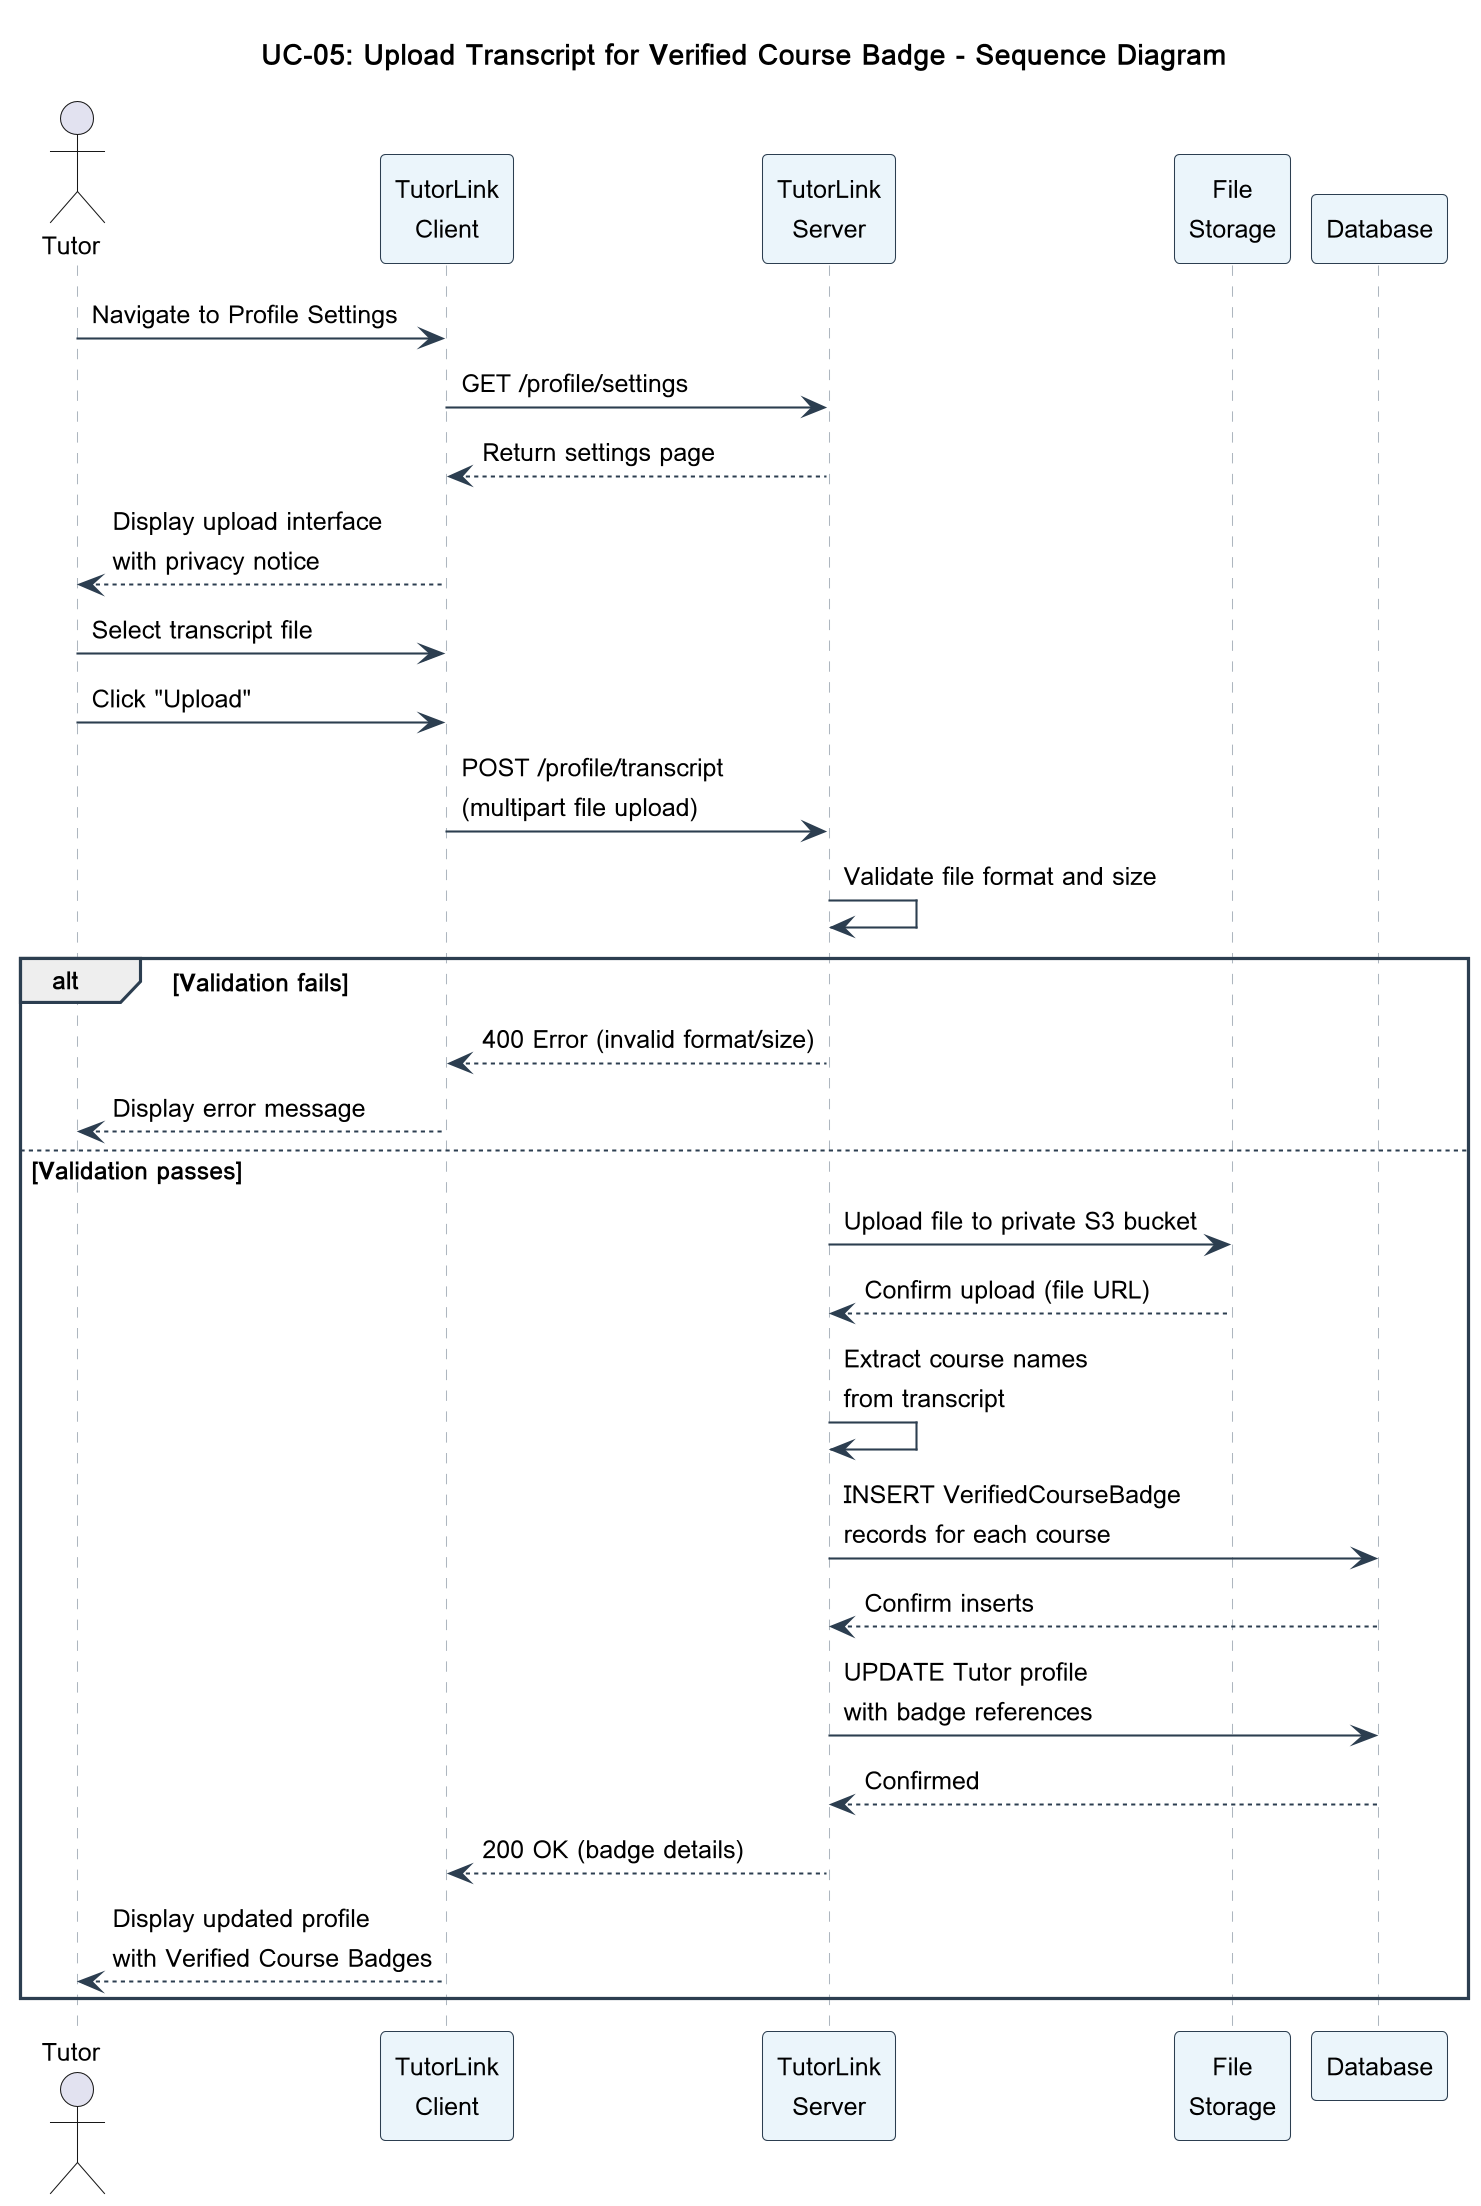 UC-05: Upload Transcript for Verified Course Badge - Sequence Diagram
Tutor
TutorLink
Client
TutorLink
Server
File
Storage
Database
Navigate to Profile Settings
GET /profile/settings
Return settings page
Display upload interface
with privacy notice
Select transcript file
Click "Upload"
POST /profile/transcript
(multipart file upload)
Validate file format and size
alt
[Validation fails]
400 Error (invalid format/size)
Display error message
[Validation passes]
Upload file to private S3 bucket
Confirm upload (file URL)
Extract course names
from transcript
INSERT VerifiedCourseBadge
records for each course
Confirm inserts
UPDATE Tutor profile
with badge references
Confirmed
200 OK (badge details)
Display updated profile
with Verified Course Badges
Tutor
TutorLink
Client
TutorLink
Server
File
Storage
Database